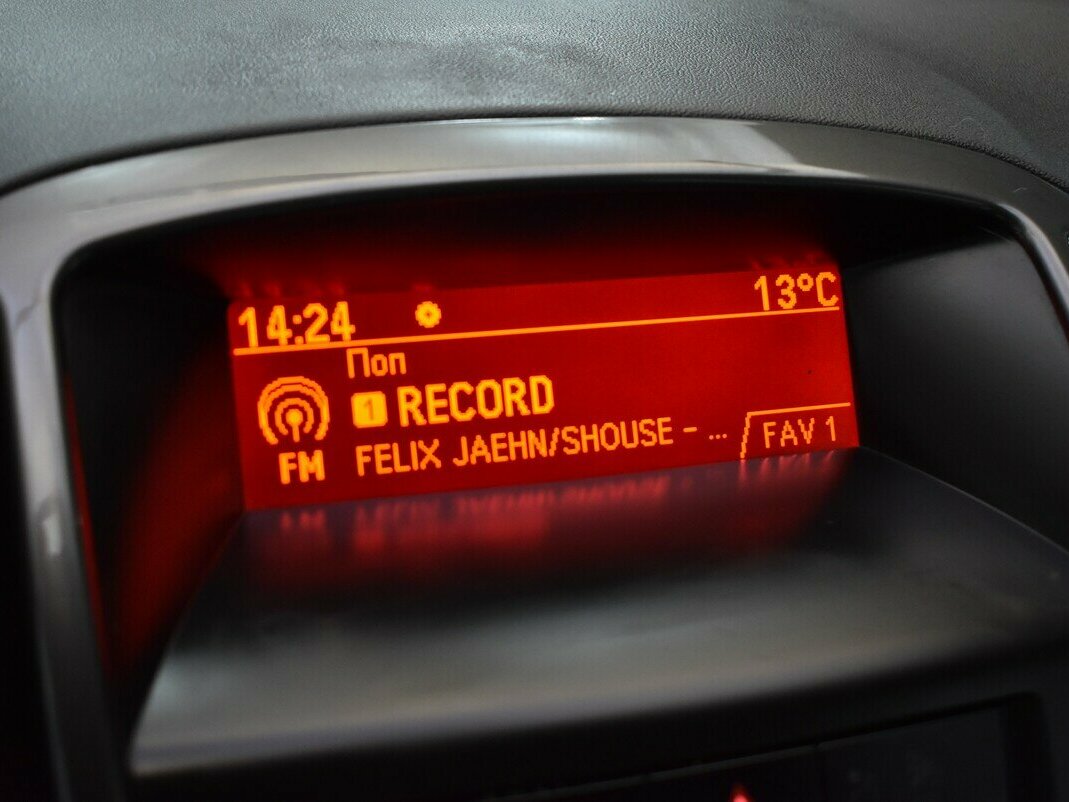 14:24 13°C
Поп
1 RECORD
FELIX JAEHN/SHOUSE - ...
FAV 1
FM